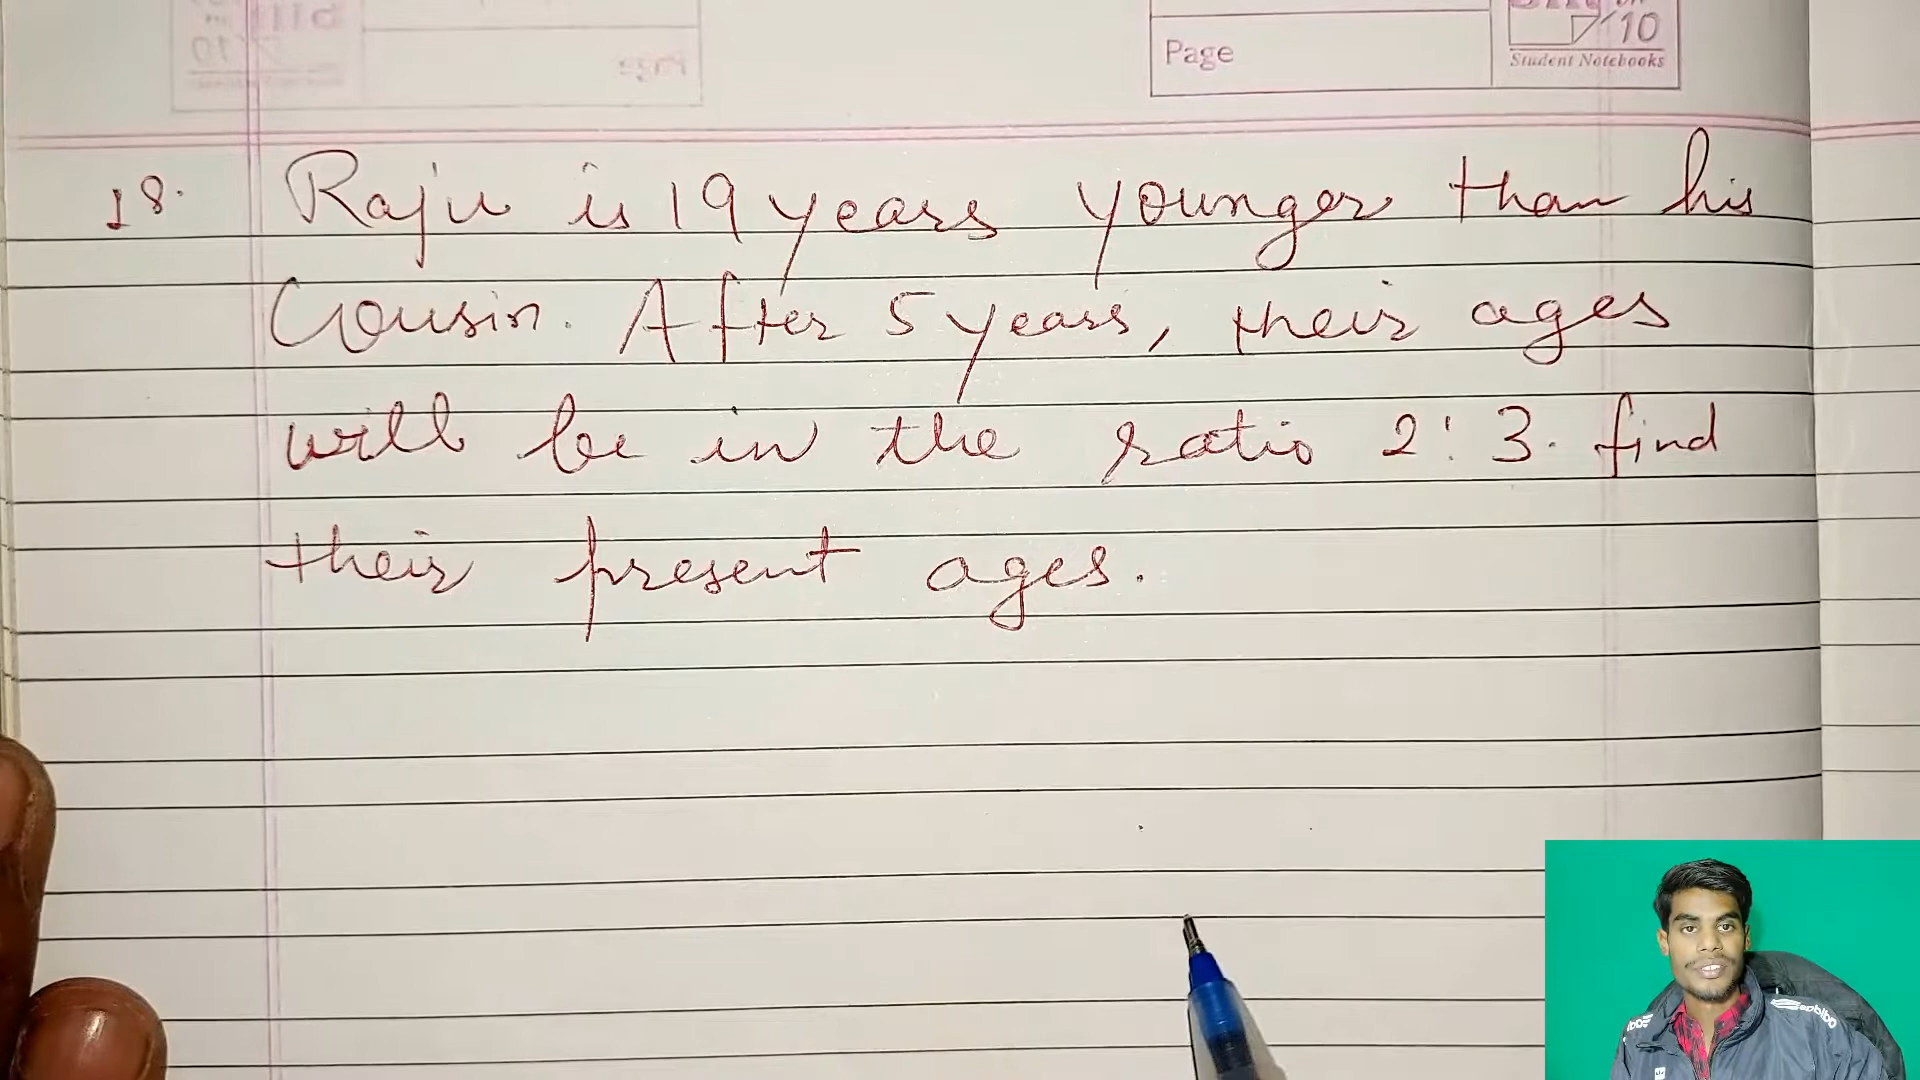 Page
10
Student Notebooks
18. Raju is 19 years younger than his
Cousin. After 5 years, their ages
will be in the ratio 2:3. find
their present ages.